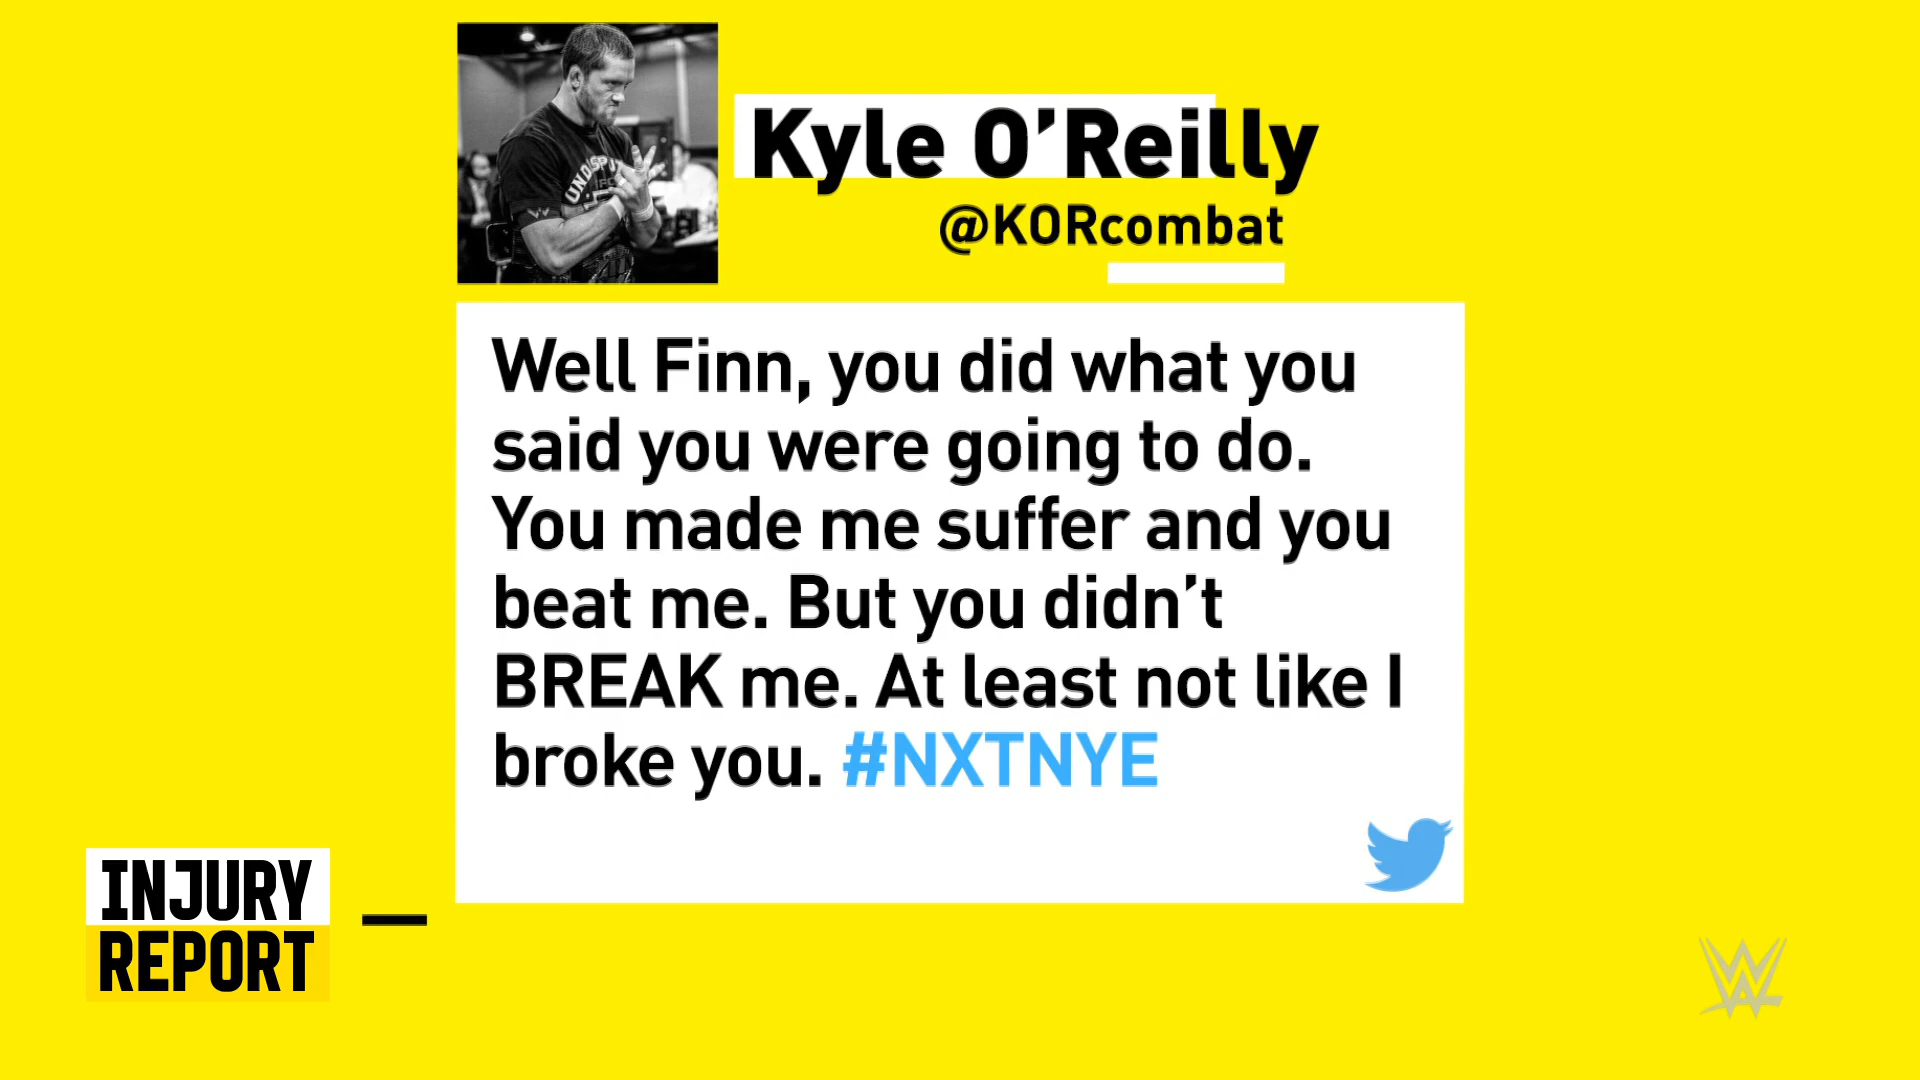 Kyle O'Reilly
@KORcombat
Well Finn, you did what you
said you were going to do.
You made me suffer and you
beat me. But you didn't
BREAK me. At least not like I
broke you. #NXTNYE
INJURY
REPORT